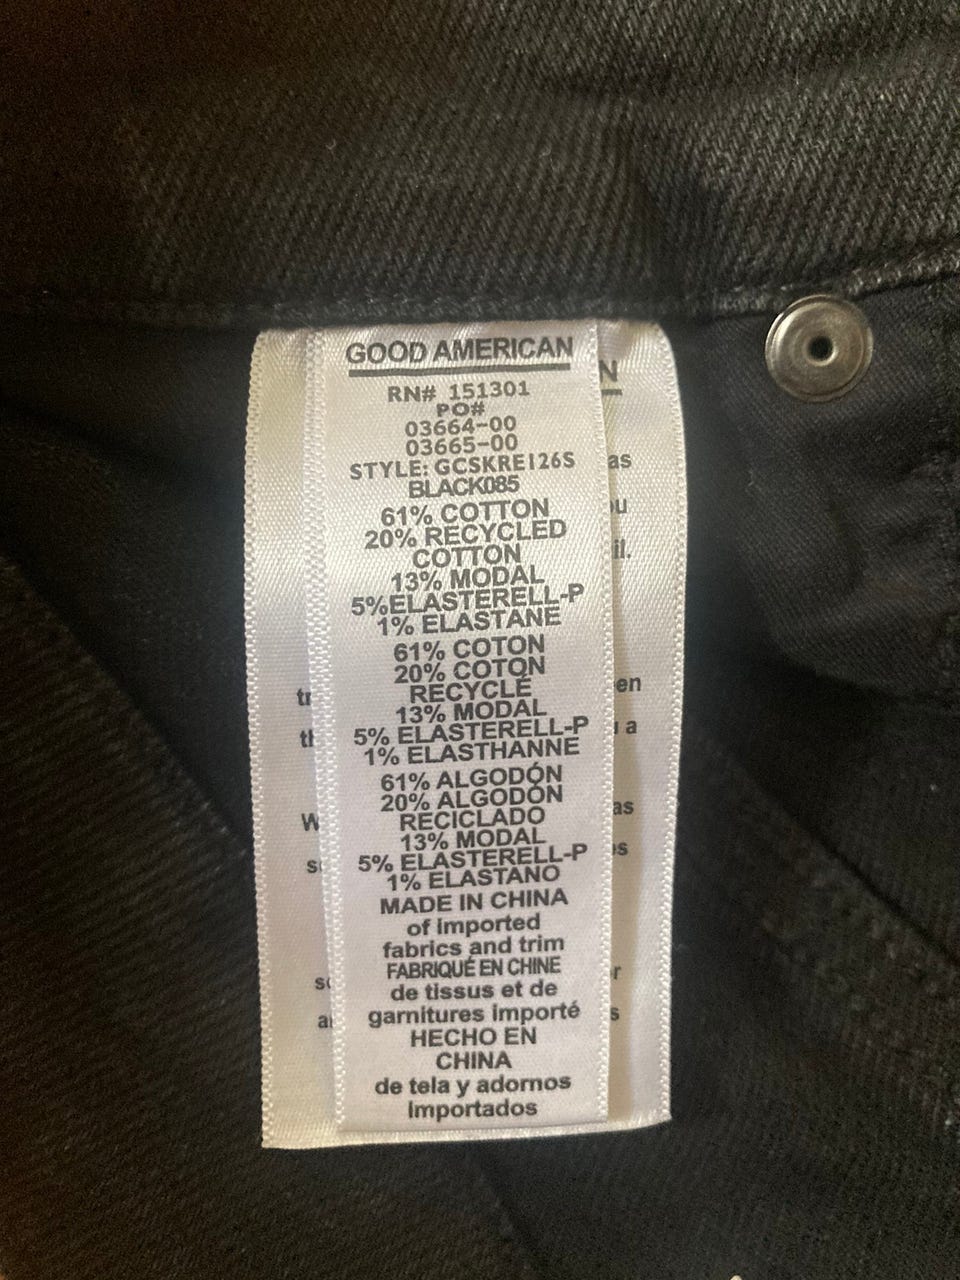 GOOD AMERICAN
RN# 151301
PO#
03664-00
03665-00
STYLE: GCSKRE126S
BLACK085
61% COTTON
20% RECYCLED
COTTON
13% MODAL
5%ELASTERELL-P
1% ELASTANE
61% COTON
20% COTON
RECYCLÉ
13% MODAL
5% ELASTERELL-P
1% ELASTHANNE
61% ALGODÓN
20% ALGODÓN
RECICLADO
13% MODAL
5% ELASTERELL-P
1% ELASTANO
MADE IN CHINA
of imported
fabrics and trim
FABRIQUÉ EN CHINE
de tissus et de
garnitures importé
HECHO EN
CHINA
de tela y adornos
Importados